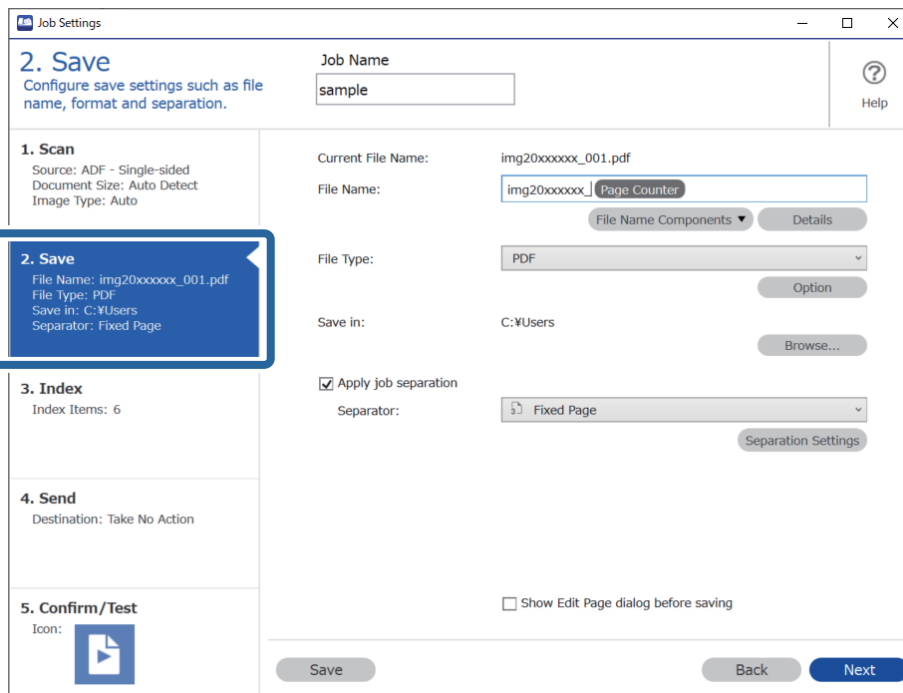 Job Settings
2. Save
Configure save settings such as file
name, format and separation.
Job Name
sample
Help
1. Scan
Source: ADF - Single-sided
Document Size: Auto Detect
Image Type: Auto
2. Save
File Name: img20xxxxxx_001.pdf
File Type: PDF
Save in: C:¥Users
Separator: Fixed Page
3. Index
Index Items: 6
4. Send
Destination: Take No Action
5. Confirm/Test
Icon:
Current File Name: img20xxxxxx_001.pdf
File Name: img20xxxxxx_ Page Counter
File Name Components ▼ Details
File Type: PDF
Option
Save in: C:¥Users
Browse...
Apply job separation
Separator: Fixed Page
Separation Settings
Show Edit Page dialog before saving
Save Back Next